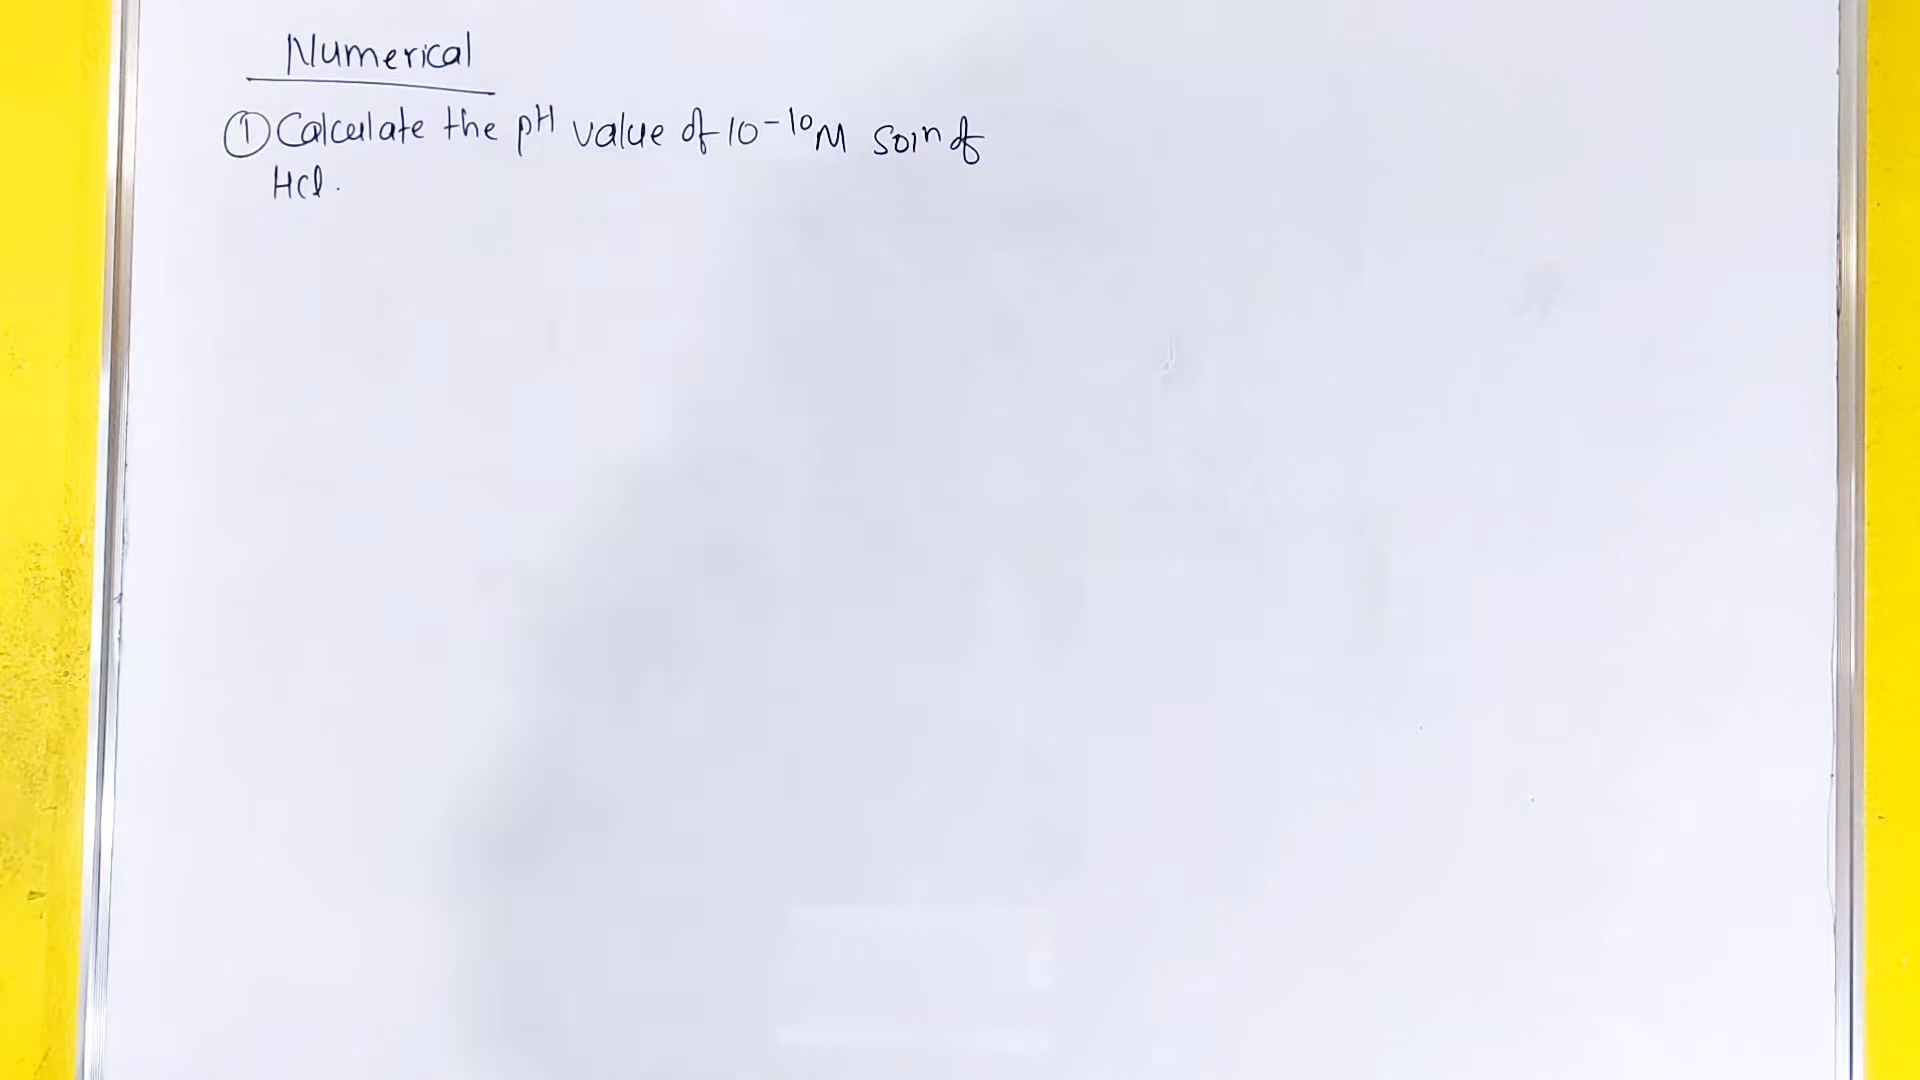 Numerical
① Calculate the pH value of 10⁻¹⁰M solⁿ of
HCl.